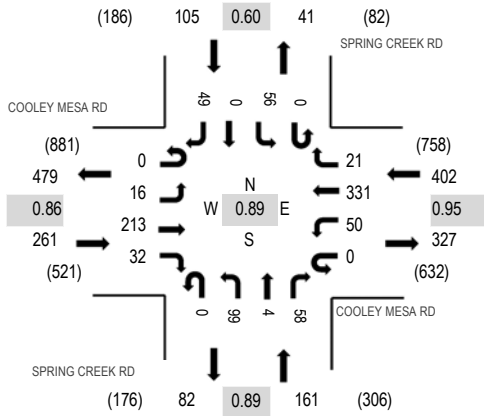 (186) 105 0.60 41 (82)
SPRING CREEK RD
COOLEY MESA RD
49 0 56 0
(881) (758)
479 0 21 402
0.86 16 N 331 0.95
W 0.89 E
261 213 S 50 327
(521) 32 0 (632)
0 99 4 58
COOLEY MESA RD
SPRING CREEK RD
(176) 82 0.89 161 (306)